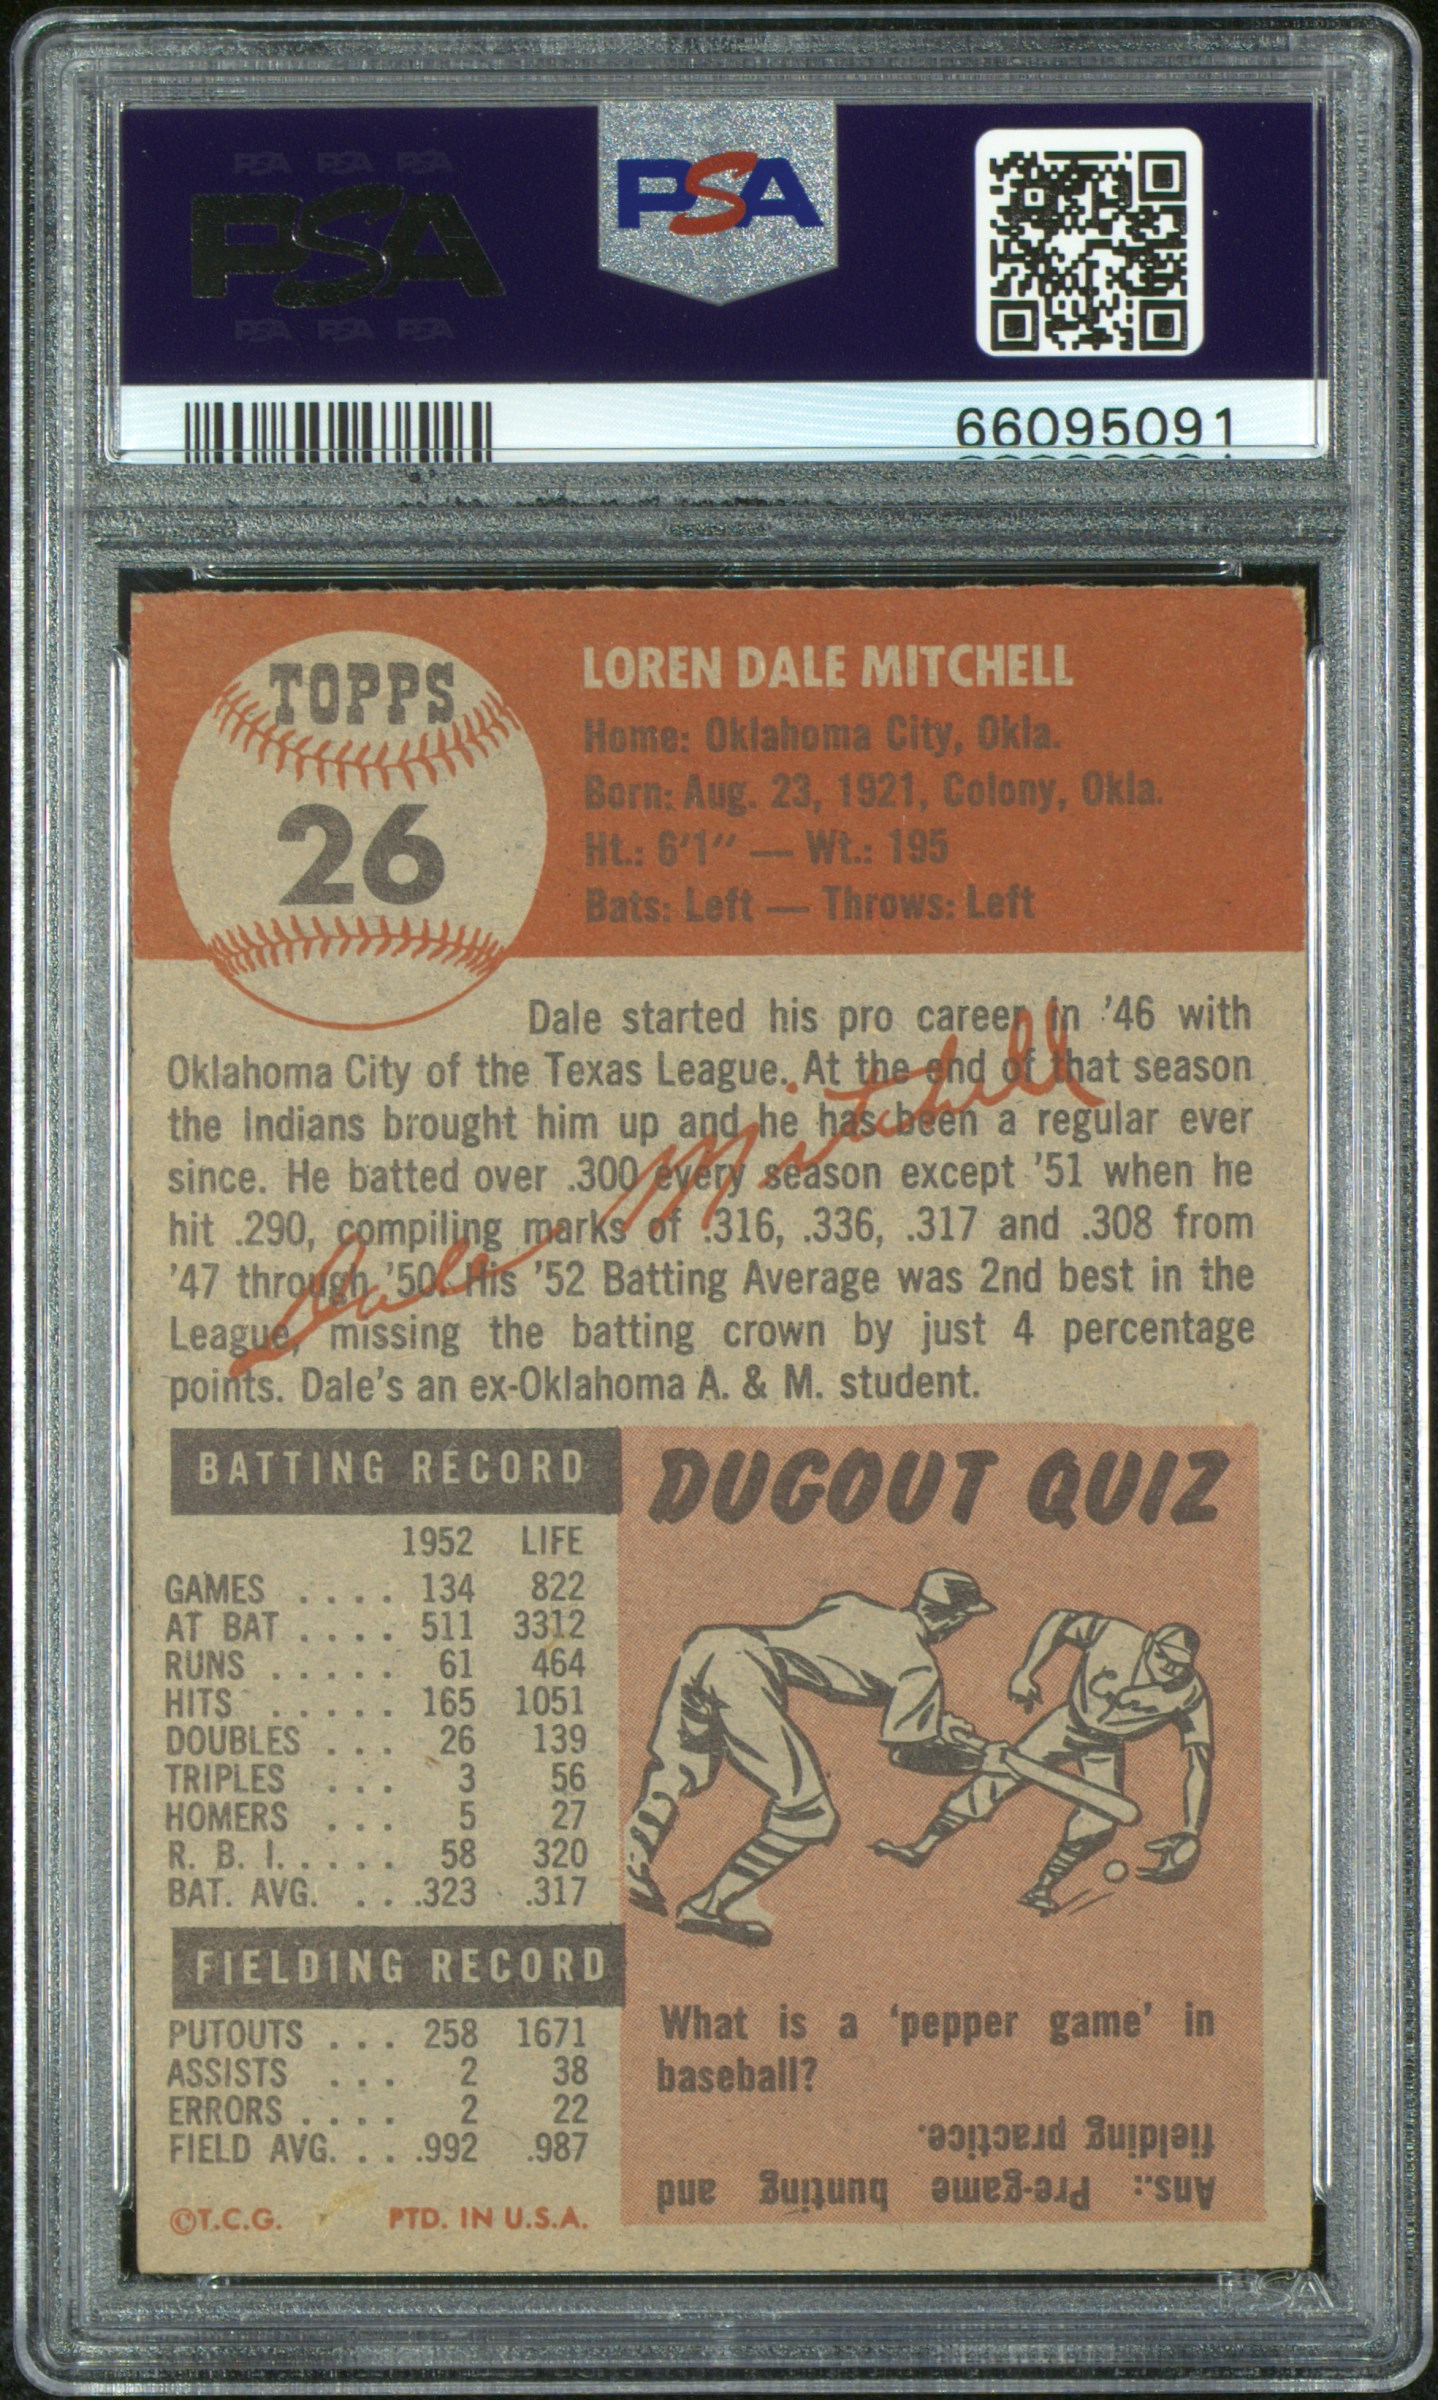 PSA PSA PSA
PSA
PSA PSA PSA
PSA
66095091
TOPPS
26
LOREN DALE MITCHELL
Home: Oklahoma City, Okla.
Born: Aug. 23, 1921, Colony, Okla.
Ht.: 6'1" — Wt.: 195
Bats: Left — Throws: Left
Dale started his pro career in '46 with
Oklahoma City of the Texas League. At the end of that season
the Indians brought him up and he has been a regular ever
since. He batted over .300 every season except '51 when he
hit .290, compiling marks of .316, .336, .317 and .308 from
'47 through '50. His '52 Batting Average was 2nd best in the
League, missing the batting crown by just 4 percentage
points. Dale's an ex-Oklahoma A. & M. student.
Dale Mitchell
BATTING RECORD
1952 LIFE
GAMES .... 134 822
AT BAT .... 511 3312
RUNS ..... 61 464
HITS ..... 165 1051
DOUBLES ... 26 139
TRIPLES ... 3 56
HOMERS ... 5 27
R. B. I. .... 58 320
BAT. AVG. .. .323 .317
FIELDING RECORD
PUTOUTS ... 258 1671
ASSISTS ... 2 38
ERRORS .... 2 22
FIELD AVG. .. .992 .987
©T.C.G. PTD. IN U.S.A.
DUGOUT QUIZ
What is a 'pepper game' in
baseball?
Ans.: Pre-game bunting and
fielding practice.
PSA